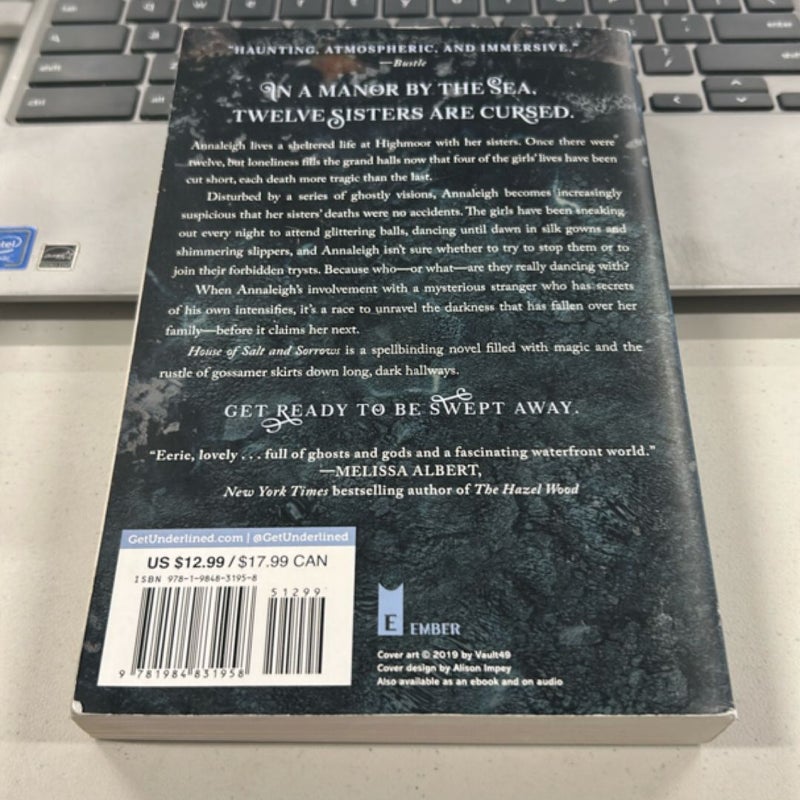 enter
ctrl
alt
intel
"HAUNTING, ATMOSPHERIC, AND IMMERSIVE."
—Bustle
IN A MANOR BY THE SEA,
TWELVE SISTERS ARE CURSED.
Annaleigh lives a sheltered life at Highmoor with her sisters. Once there were
twelve, but loneliness fills the grand halls now that four of the girls' lives have been
cut short, each death more tragic than the last.
Disturbed by a series of ghostly visions, Annaleigh becomes increasingly
suspicious that her sisters' deaths were no accidents. The girls have been sneaking
out every night to attend glittering balls, dancing until dawn in silk gowns and
shimmering slippers, and Annaleigh isn't sure whether to try to stop them or to
join their forbidden trysts. Because who—or what—are they really dancing with?
When Annaleigh's involvement with a mysterious stranger who has secrets
of his own intensifies, it's a race to unravel the darkness that has fallen over her
family—before it claims her next.
House of Salt and Sorrows is a spellbinding novel filled with magic and the
rustle of gossamer skirts down long, dark hallways.
GET READY TO BE SWEPT AWAY.
"Eerie, lovely . . . full of ghosts and gods and a fascinating waterfront world."
—MELISSA ALBERT,
New York Times bestselling author of The Hazel Wood
GetUnderlined.com | @GetUnderlined
US $12.99 / $17.99 CAN
ISBN 978-1-9848-3195-8
51299
9 781984 831958
E EMBER
Cover art © 2019 by Vault49
Cover design by Alison Impey
Also available as an ebook and on audio